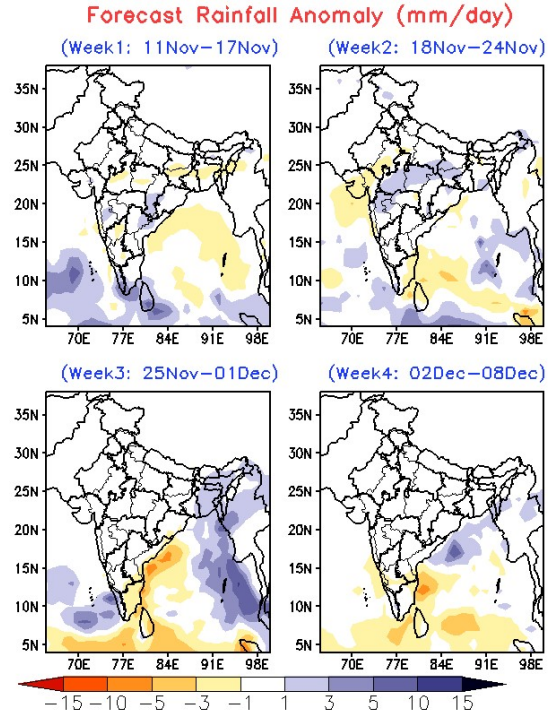 Forecast Rainfall Anomaly (mm/day)
(Week1: 11Nov−17Nov)
(Week2: 18Nov−24Nov)
35N
30N
25N
20N
15N
10N
5N
70E 77E 84E 91E 98E
35N
30N
25N
20N
15N
10N
5N
70E 77E 84E 91E 98E
(Week3: 25Nov−01Dec)
(Week4: 02Dec−08Dec)
35N
30N
25N
20N
15N
10N
5N
70E 77E 84E 91E 98E
35N
30N
25N
20N
15N
10N
5N
70E 77E 84E 91E 98E
−15 −10 −5 −3 −1 1 3 5 10 15